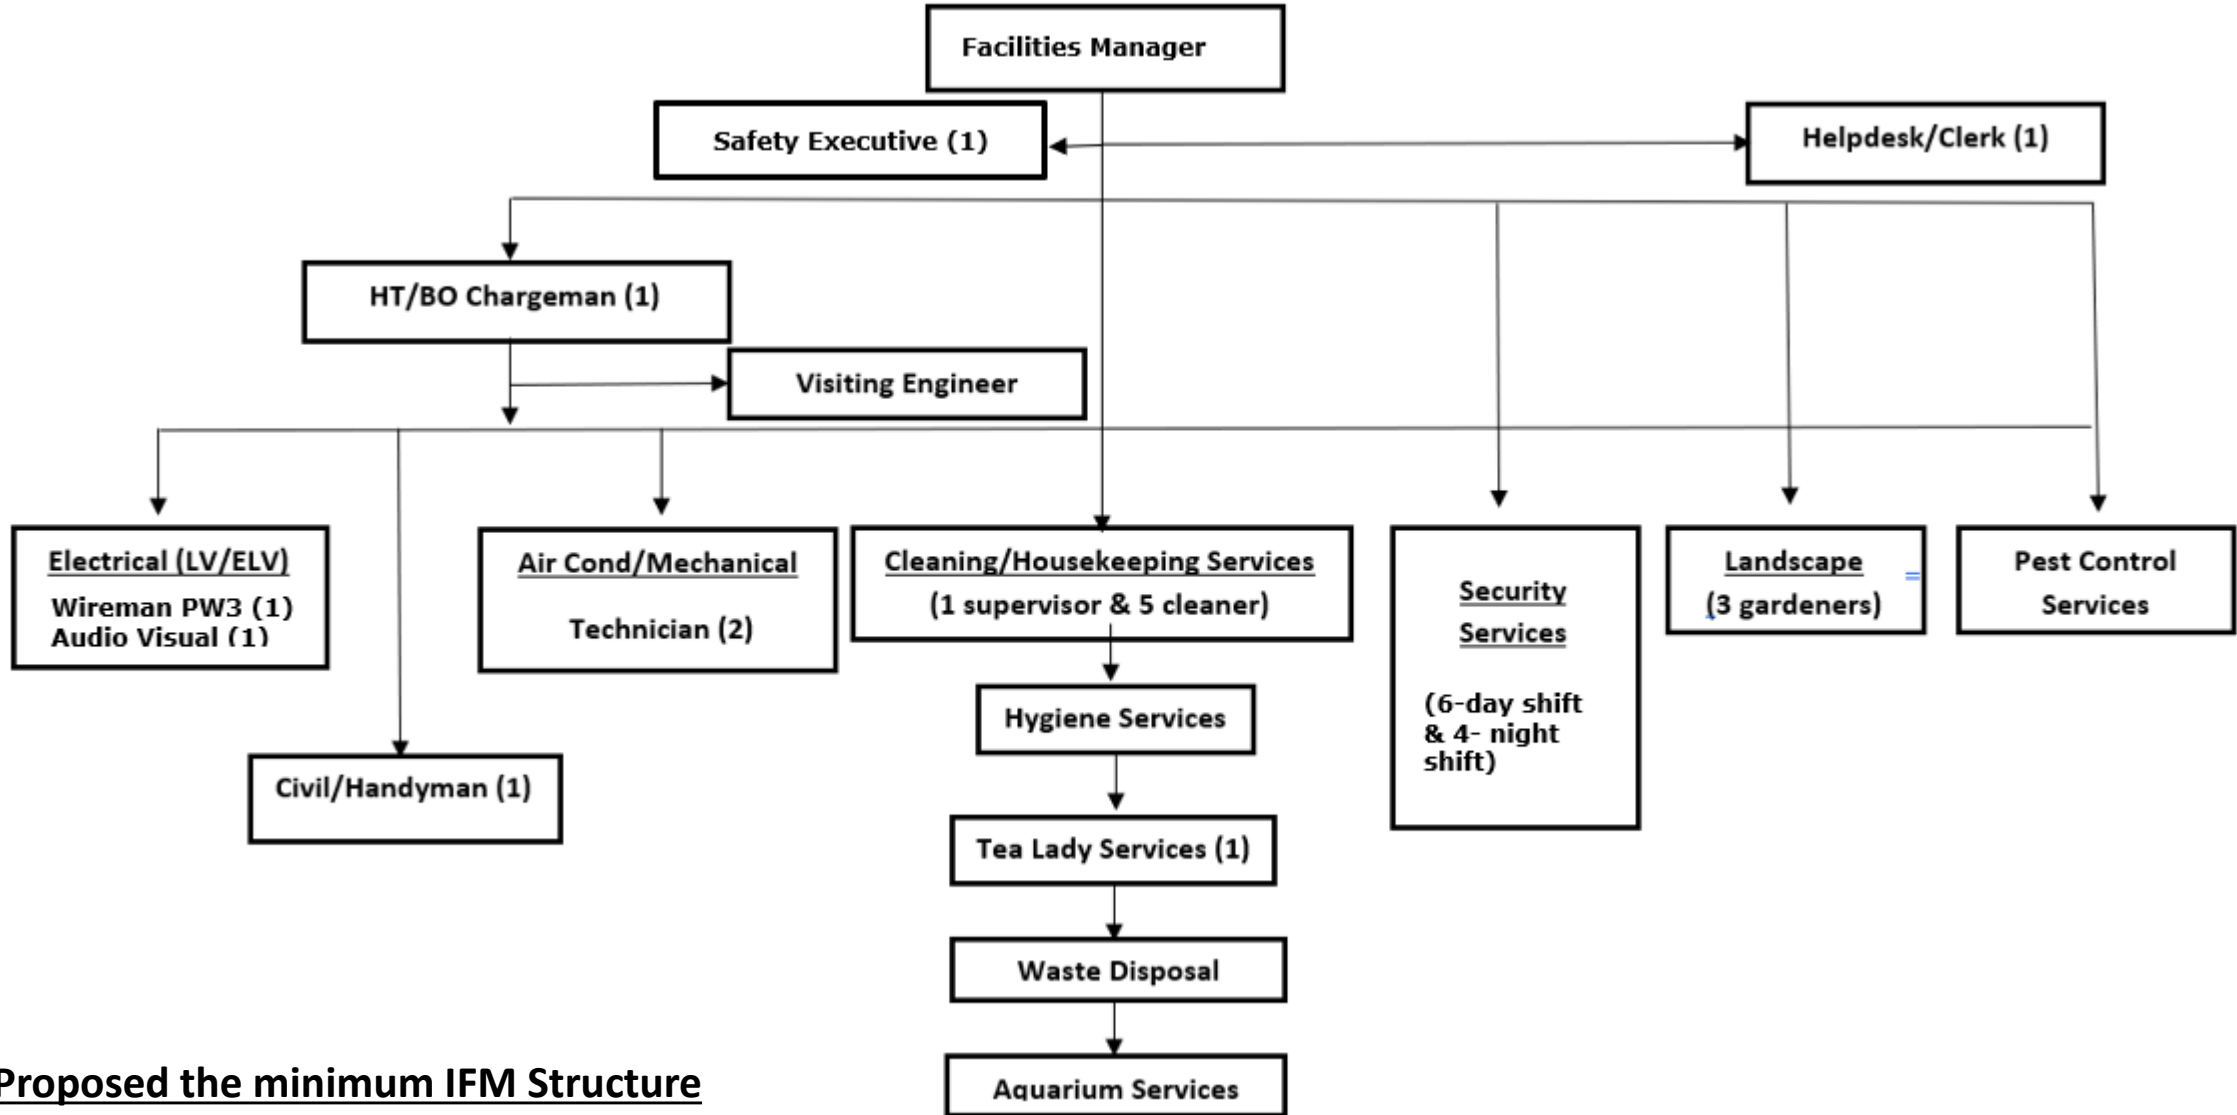 Facilities Manager
Safety Executive (1)
Helpdesk/Clerk (1)
HT/BO Chargeman (1)
Visiting Engineer
Electrical (LV/ELV)
Wireman PW3 (1)
Audio Visual (1)
Air Cond/Mechanical
Technician (2)
Cleaning/Housekeeping Services
(1 supervisor & 5 cleaner)
Security
Services
(6-day shift
& 4- night
shift)
Landscape
(3 gardeners)
Pest Control
Services
Hygiene Services
Civil/Handyman (1)
Tea Lady Services (1)
Waste Disposal
Aquarium Services
Proposed the minimum IFM Structure